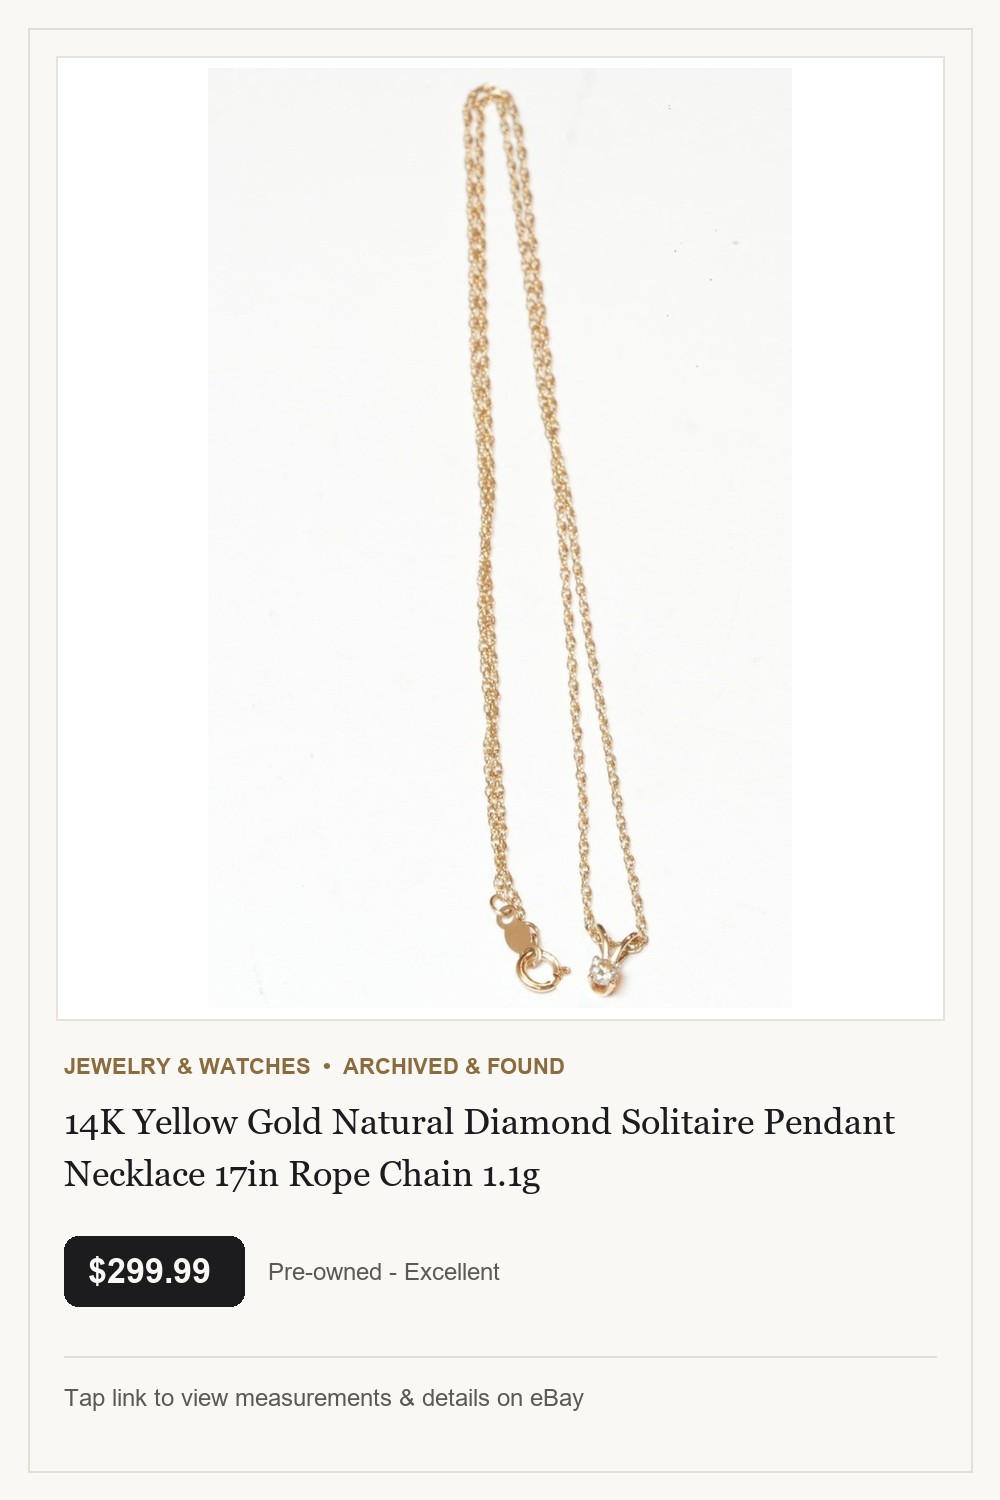 JEWELRY & WATCHES • ARCHIVED & FOUND
14K Yellow Gold Natural Diamond Solitaire Pendant
Necklace 17in Rope Chain 1.1g
$299.99
Pre-owned - Excellent
Tap link to view measurements & details on eBay